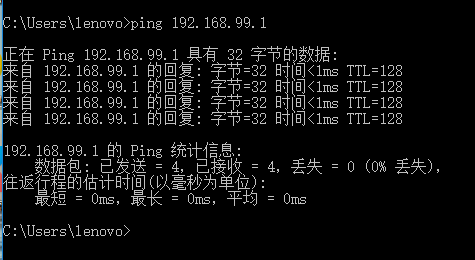 C:\Users\lenovo>ping 192.168.99.1
正在 Ping 192.168.99.1 具有 32 字节的数据:
来自 192.168.99.1 的回复: 字节=32 时间<1ms TTL=128
来自 192.168.99.1 的回复: 字节=32 时间<1ms TTL=128
来自 192.168.99.1 的回复: 字节=32 时间<1ms TTL=128
来自 192.168.99.1 的回复: 字节=32 时间<1ms TTL=128
192.168.99.1 的 Ping 统计信息:
数据包: 已发送 = 4, 已接收 = 4, 丢失 = 0 (0% 丢失),
往返行程的估计时间(以毫秒为单位):
最短 = 0ms, 最长 = 0ms, 平均 = 0ms
C:\Users\lenovo>